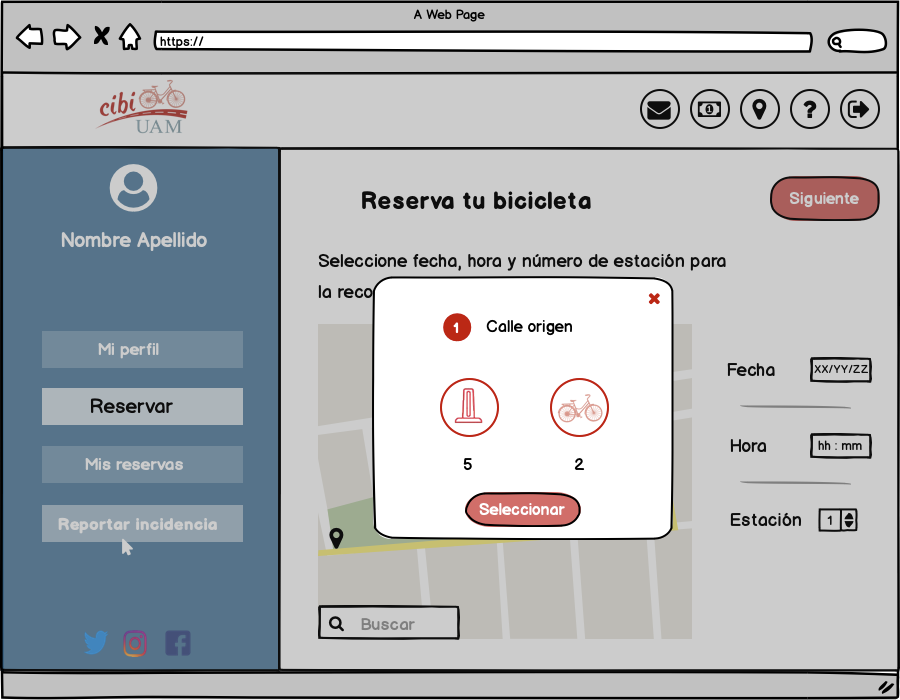 A Web Page
https://
cibi
UAM
Nombre Apellido
Mi perfil
Reservar
Mis reservas
Reportar incidencia
Reserva tu bicicleta
Siguiente
Seleccione fecha, hora y número de estación para
la reco
1 Calle origen
5 2
Seleccionar
Fecha XX/YY/ZZ
Hora hh : mm
Estación 1
Buscar